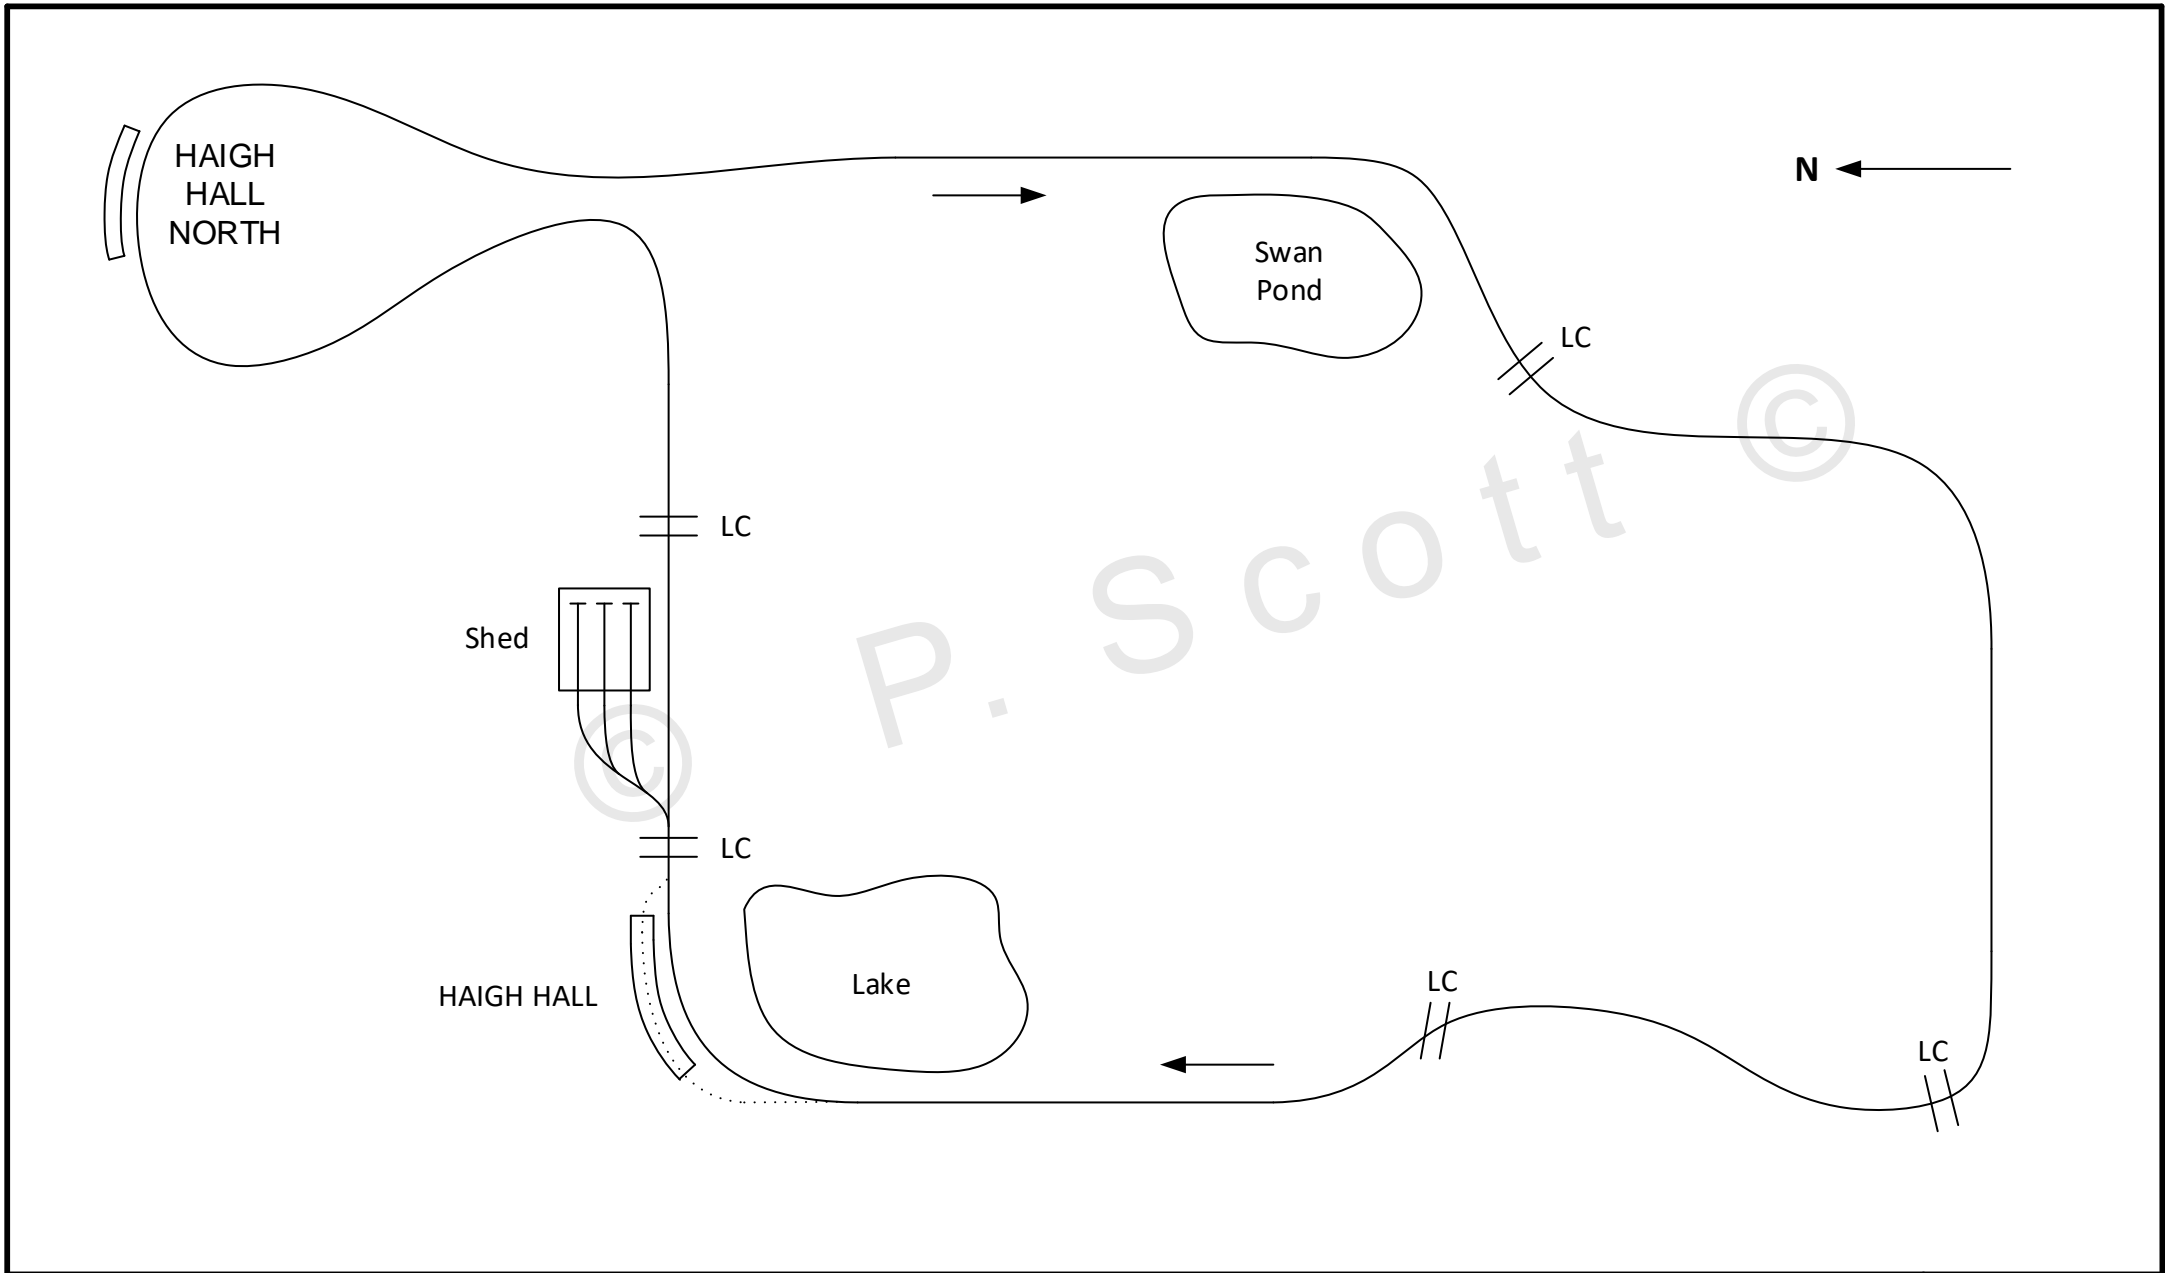 HAIGH
HALL
NORTH
N
Swan
Pond
LC
LC
Shed
LC
Lake
HAIGH HALL
LC
LC
© P. Scott ©